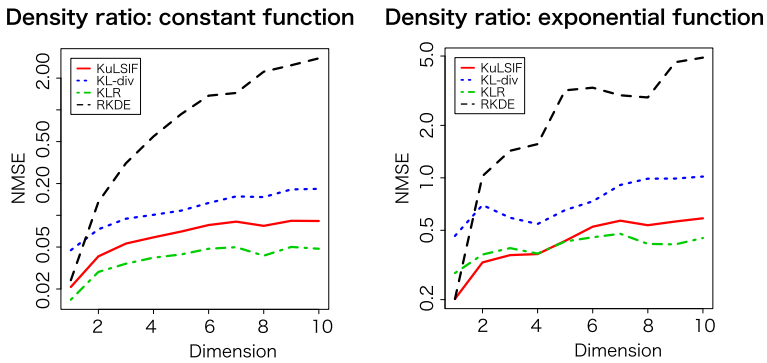 Density ratio: constant function
NMSE
2.00
0.50
0.20
0.05
0.02
KuLSIF
KL-div
KLR
RKDE
2 4 6 8 10
Dimension
Density ratio: exponential function
NMSE
5.0
2.0
1.0
0.5
0.2
KuLSIF
KL-div
KLR
RKDE
2 4 6 8 10
Dimension